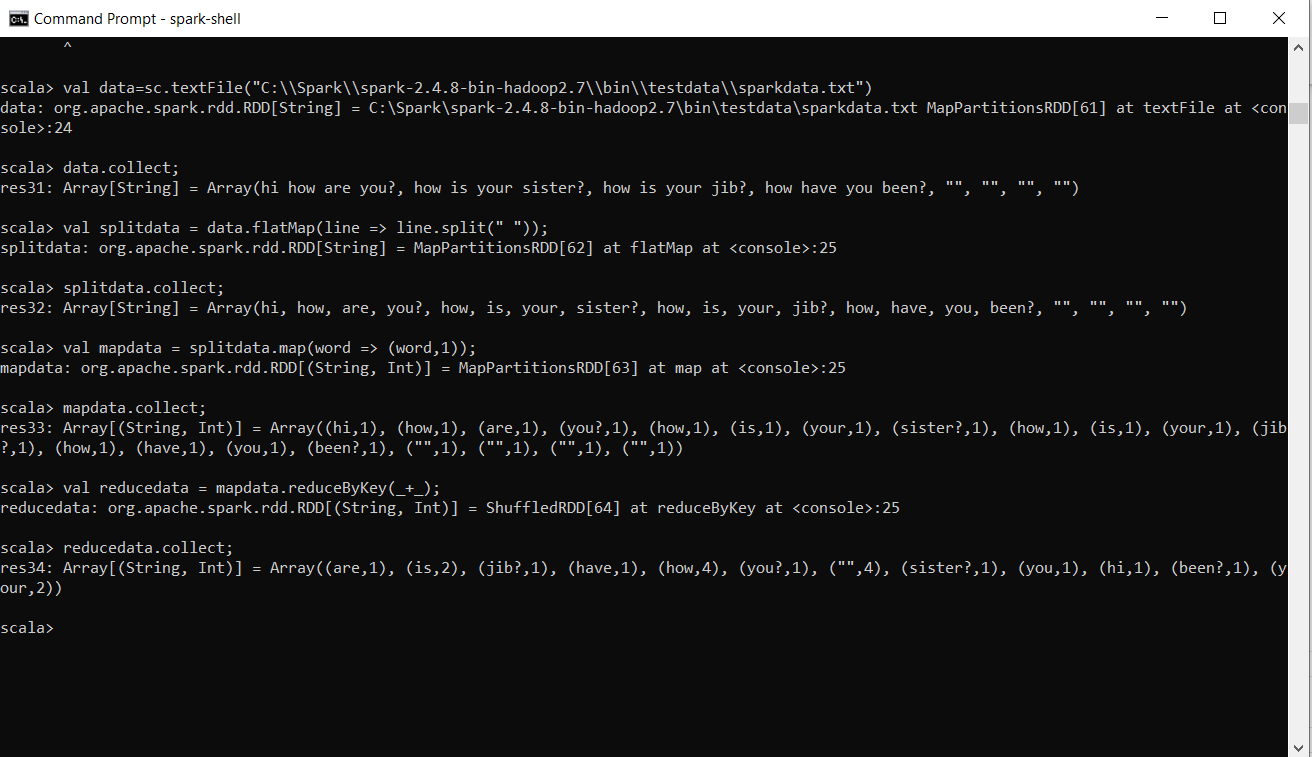 Command Prompt - spark-shell
^
scala> val data=sc.textFile("C:\\Spark\\spark-2.4.8-bin-hadoop2.7\\bin\\testdata\\sparkdata.txt")
data: org.apache.spark.rdd.RDD[String] = C:\Spark\spark-2.4.8-bin-hadoop2.7\bin\testdata\sparkdata.txt MapPartitionsRDD[61] at textFile at <con
sole>:24
scala> data.collect;
res31: Array[String] = Array(hi how are you?, how is your sister?, how is your jib?, how have you been?, "", "", "", "")
scala> val splitdata = data.flatMap(line => line.split(" "));
splitdata: org.apache.spark.rdd.RDD[String] = MapPartitionsRDD[62] at flatMap at <console>:25
scala> splitdata.collect;
res32: Array[String] = Array(hi, how, are, you?, how, is, your, sister?, how, is, your, jib?, how, have, you, been?, "", "", "", "")
scala> val mapdata = splitdata.map(word => (word,1));
mapdata: org.apache.spark.rdd.RDD[(String, Int)] = MapPartitionsRDD[63] at map at <console>:25
scala> mapdata.collect;
res33: Array[(String, Int)] = Array((hi,1), (how,1), (are,1), (you?,1), (how,1), (is,1), (your,1), (sister?,1), (how,1), (is,1), (your,1), (jib
?,1), (how,1), (have,1), (you,1), (been?,1), ("",1), ("",1), ("",1), ("",1))
scala> val reducedata = mapdata.reduceByKey(_+_);
reducedata: org.apache.spark.rdd.RDD[(String, Int)] = ShuffledRDD[64] at reduceByKey at <console>:25
scala> reducedata.collect;
res34: Array[(String, Int)] = Array((are,1), (is,2), (jib?,1), (have,1), (how,4), (you?,1), ("",4), (sister?,1), (you,1), (hi,1), (been?,1), (y
our,2))
scala>